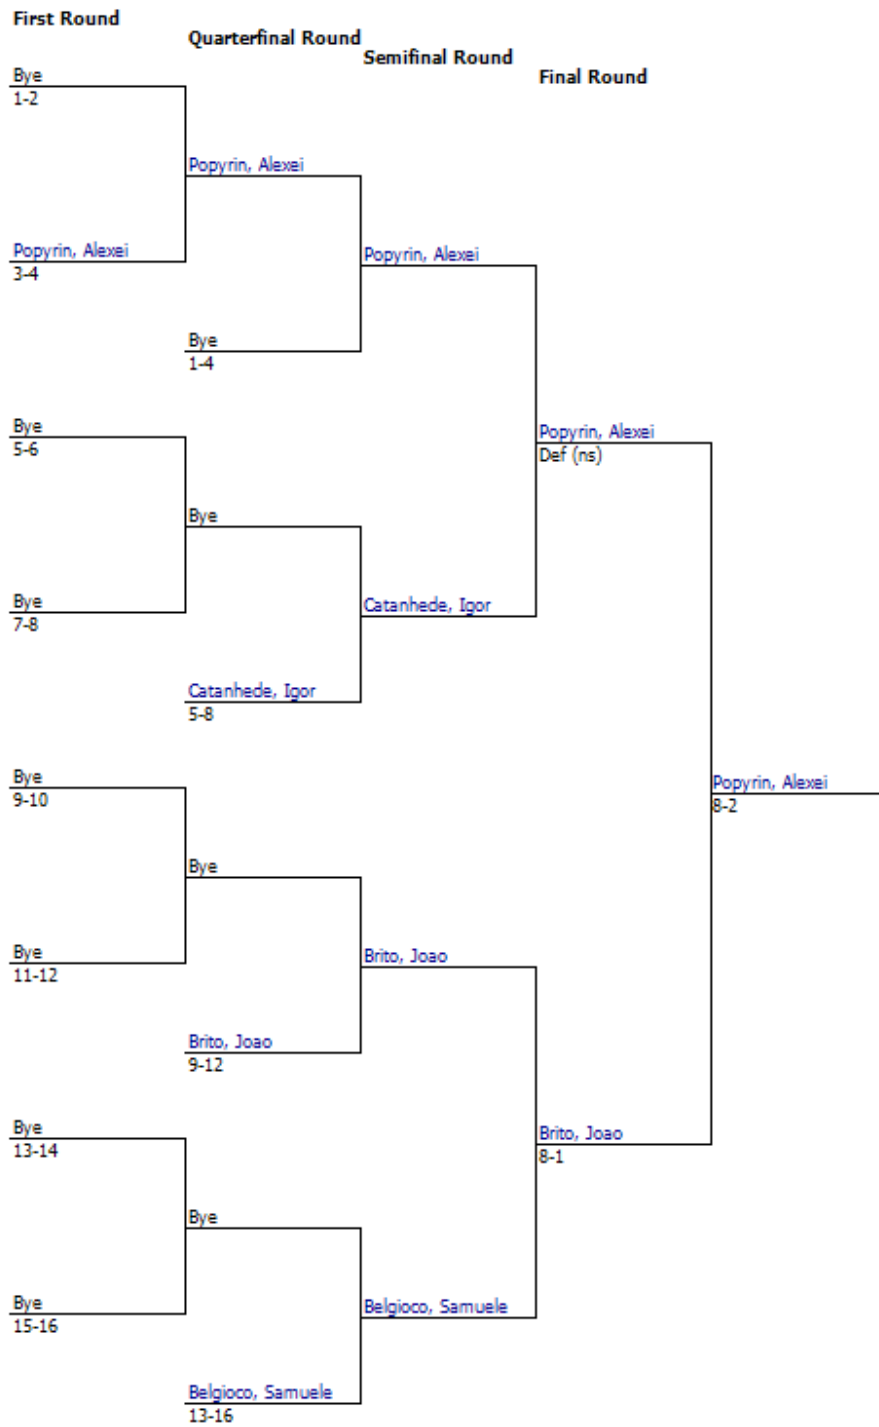 First Round
Quarterfinal Round
Semifinal Round
Final Round
Bye
1-2
Popyrin, Alexei
Popyrin, Alexei
3-4
Popyrin, Alexei
Bye
1-4
Bye
5-6
Popyrin, Alexei
Def (ns)
Bye
Bye
7-8
Catanhede, Igor
Catanhede, Igor
5-8
Bye
9-10
Popyrin, Alexei
8-2
Bye
Bye
11-12
Brito, Joao
Brito, Joao
9-12
Bye
13-14
Brito, Joao
8-1
Bye
Bye
15-16
Belgioco, Samuele
Belgioco, Samuele
13-16